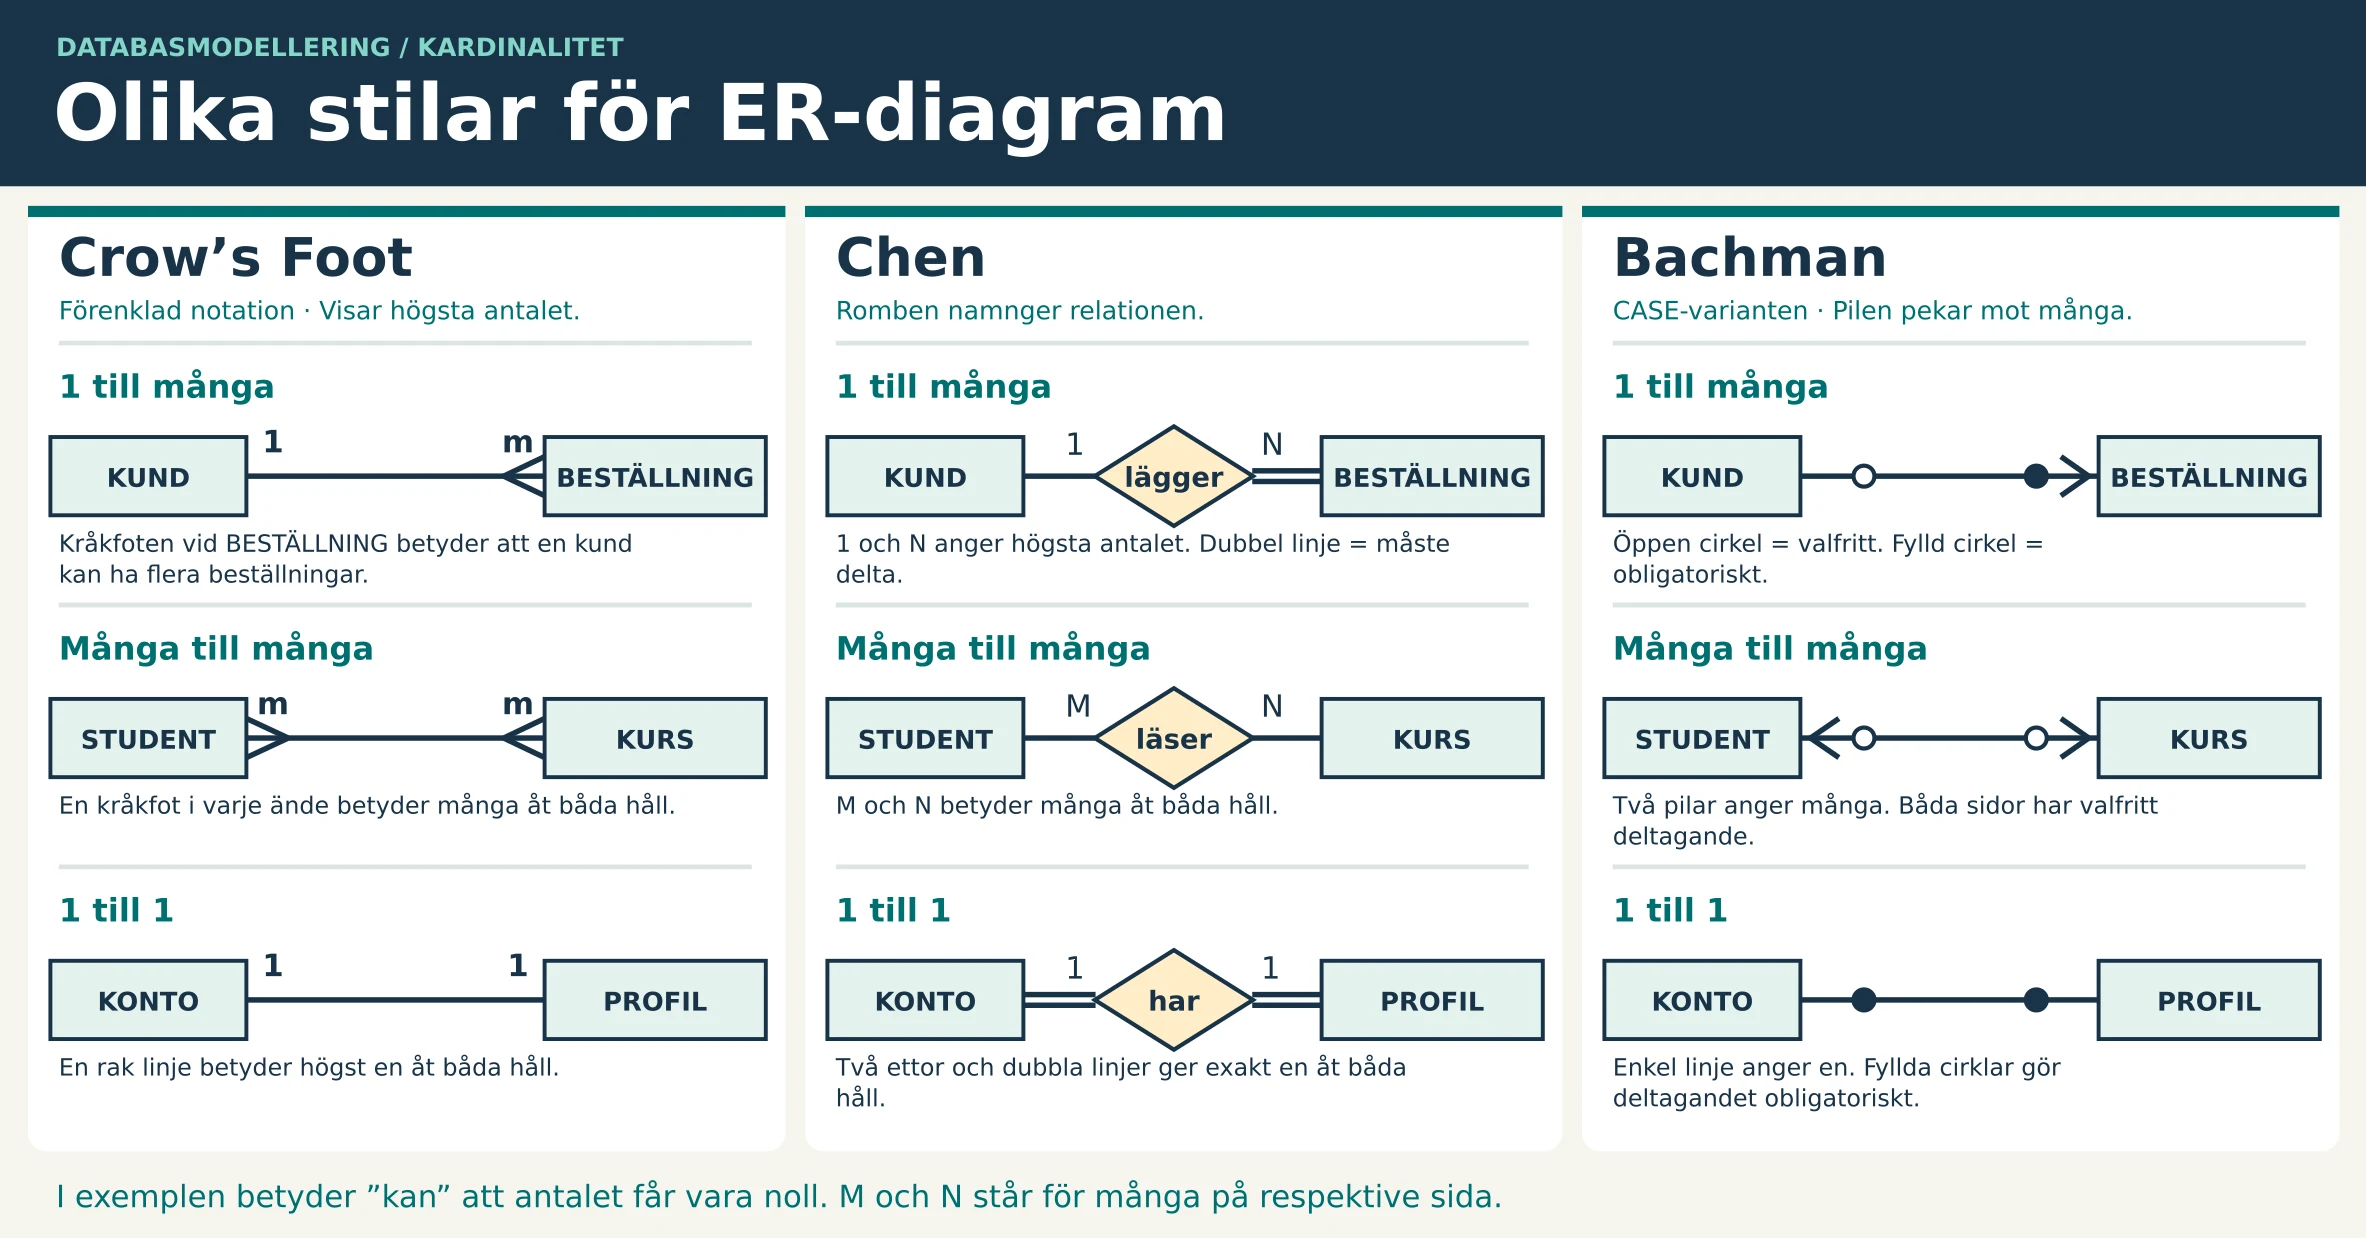 DATABASMODELLERING / KARDINALITET
Olika stilar för ER-diagram
Crow’s Foot
Förenklad notation · Visar högsta antalet.
1 till många
1
m
KUND
BESTÄLLNING
Kråkfoten vid BESTÄLLNING betyder att en kund
kan ha flera beställningar.
Många till många
m
m
STUDENT
KURS
En kråkfot i varje ände betyder många åt båda håll.
1 till 1
1
1
KONTO
PROFIL
En rak linje betyder högst en åt båda håll.
Chen
Romben namnger relationen.
1 till många
1
N
KUND
lägger
BESTÄLLNING
1 och N anger högsta antalet. Dubbel linje = måste
delta.
Många till många
M
N
STUDENT
läser
KURS
M och N betyder många åt båda håll.
1 till 1
1
1
KONTO
har
PROFIL
Två ettor och dubbla linjer ger exakt en åt båda
håll.
Bachman
CASE-varianten · Pilen pekar mot många.
1 till många
KUND
BESTÄLLNING
Öppen cirkel = valfritt. Fylld cirkel =
obligatoriskt.
Många till många
STUDENT
KURS
Två pilar anger många. Båda sidor har valfritt
deltagande.
1 till 1
KONTO
PROFIL
Enkel linje anger en. Fyllda cirklar gör
deltagandet obligatoriskt.
I exemplen betyder ”kan” att antalet får vara noll. M och N står för många på respektive sida.